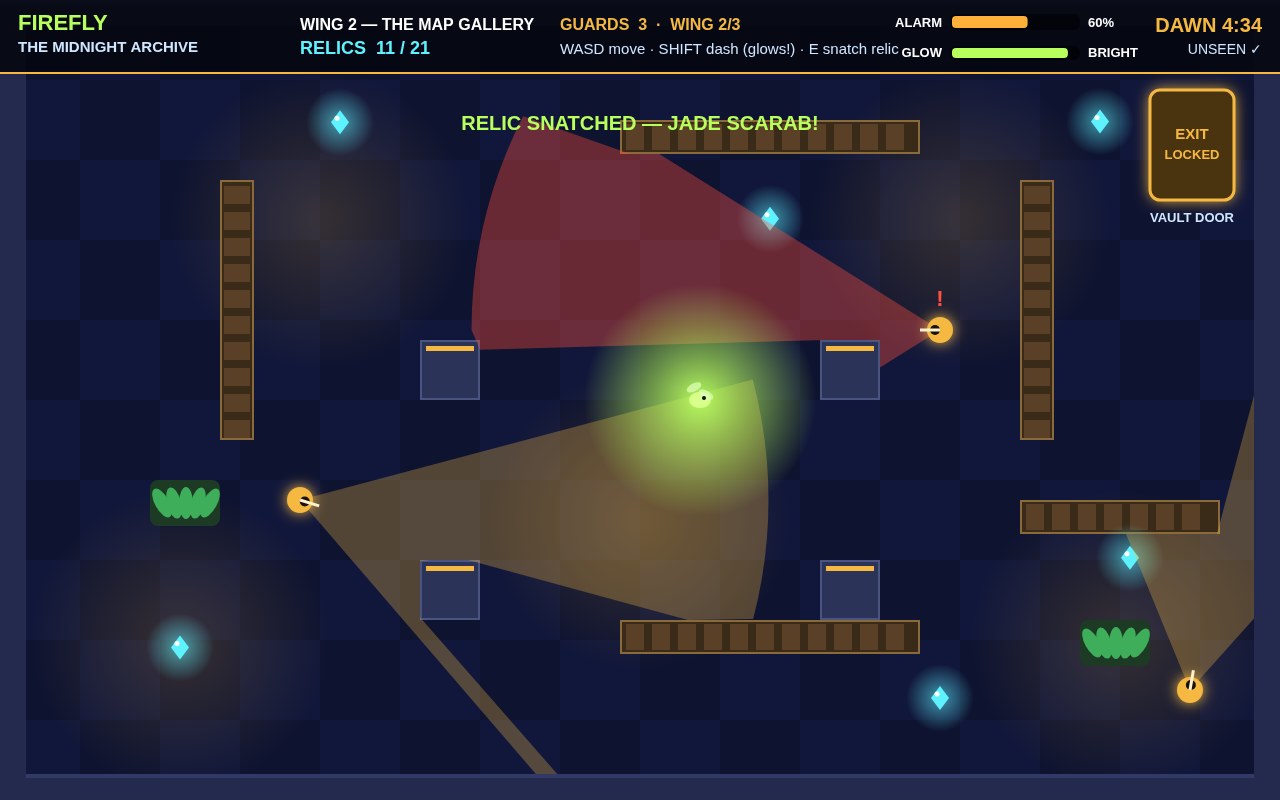 FIREFLY
THE MIDNIGHT ARCHIVE
WING 2 — THE MAP GALLERY
RELICS 11 / 21
GUARDS 3 · WING 2/3
WASD move · SHIFT dash (glows!) · E snatch relic
ALARM 60%
GLOW BRIGHT
DAWN 4:34
UNSEEN ✓
RELIC SNATCHED — JADE SCARAB!
EXIT
LOCKED
VAULT DOOR
!